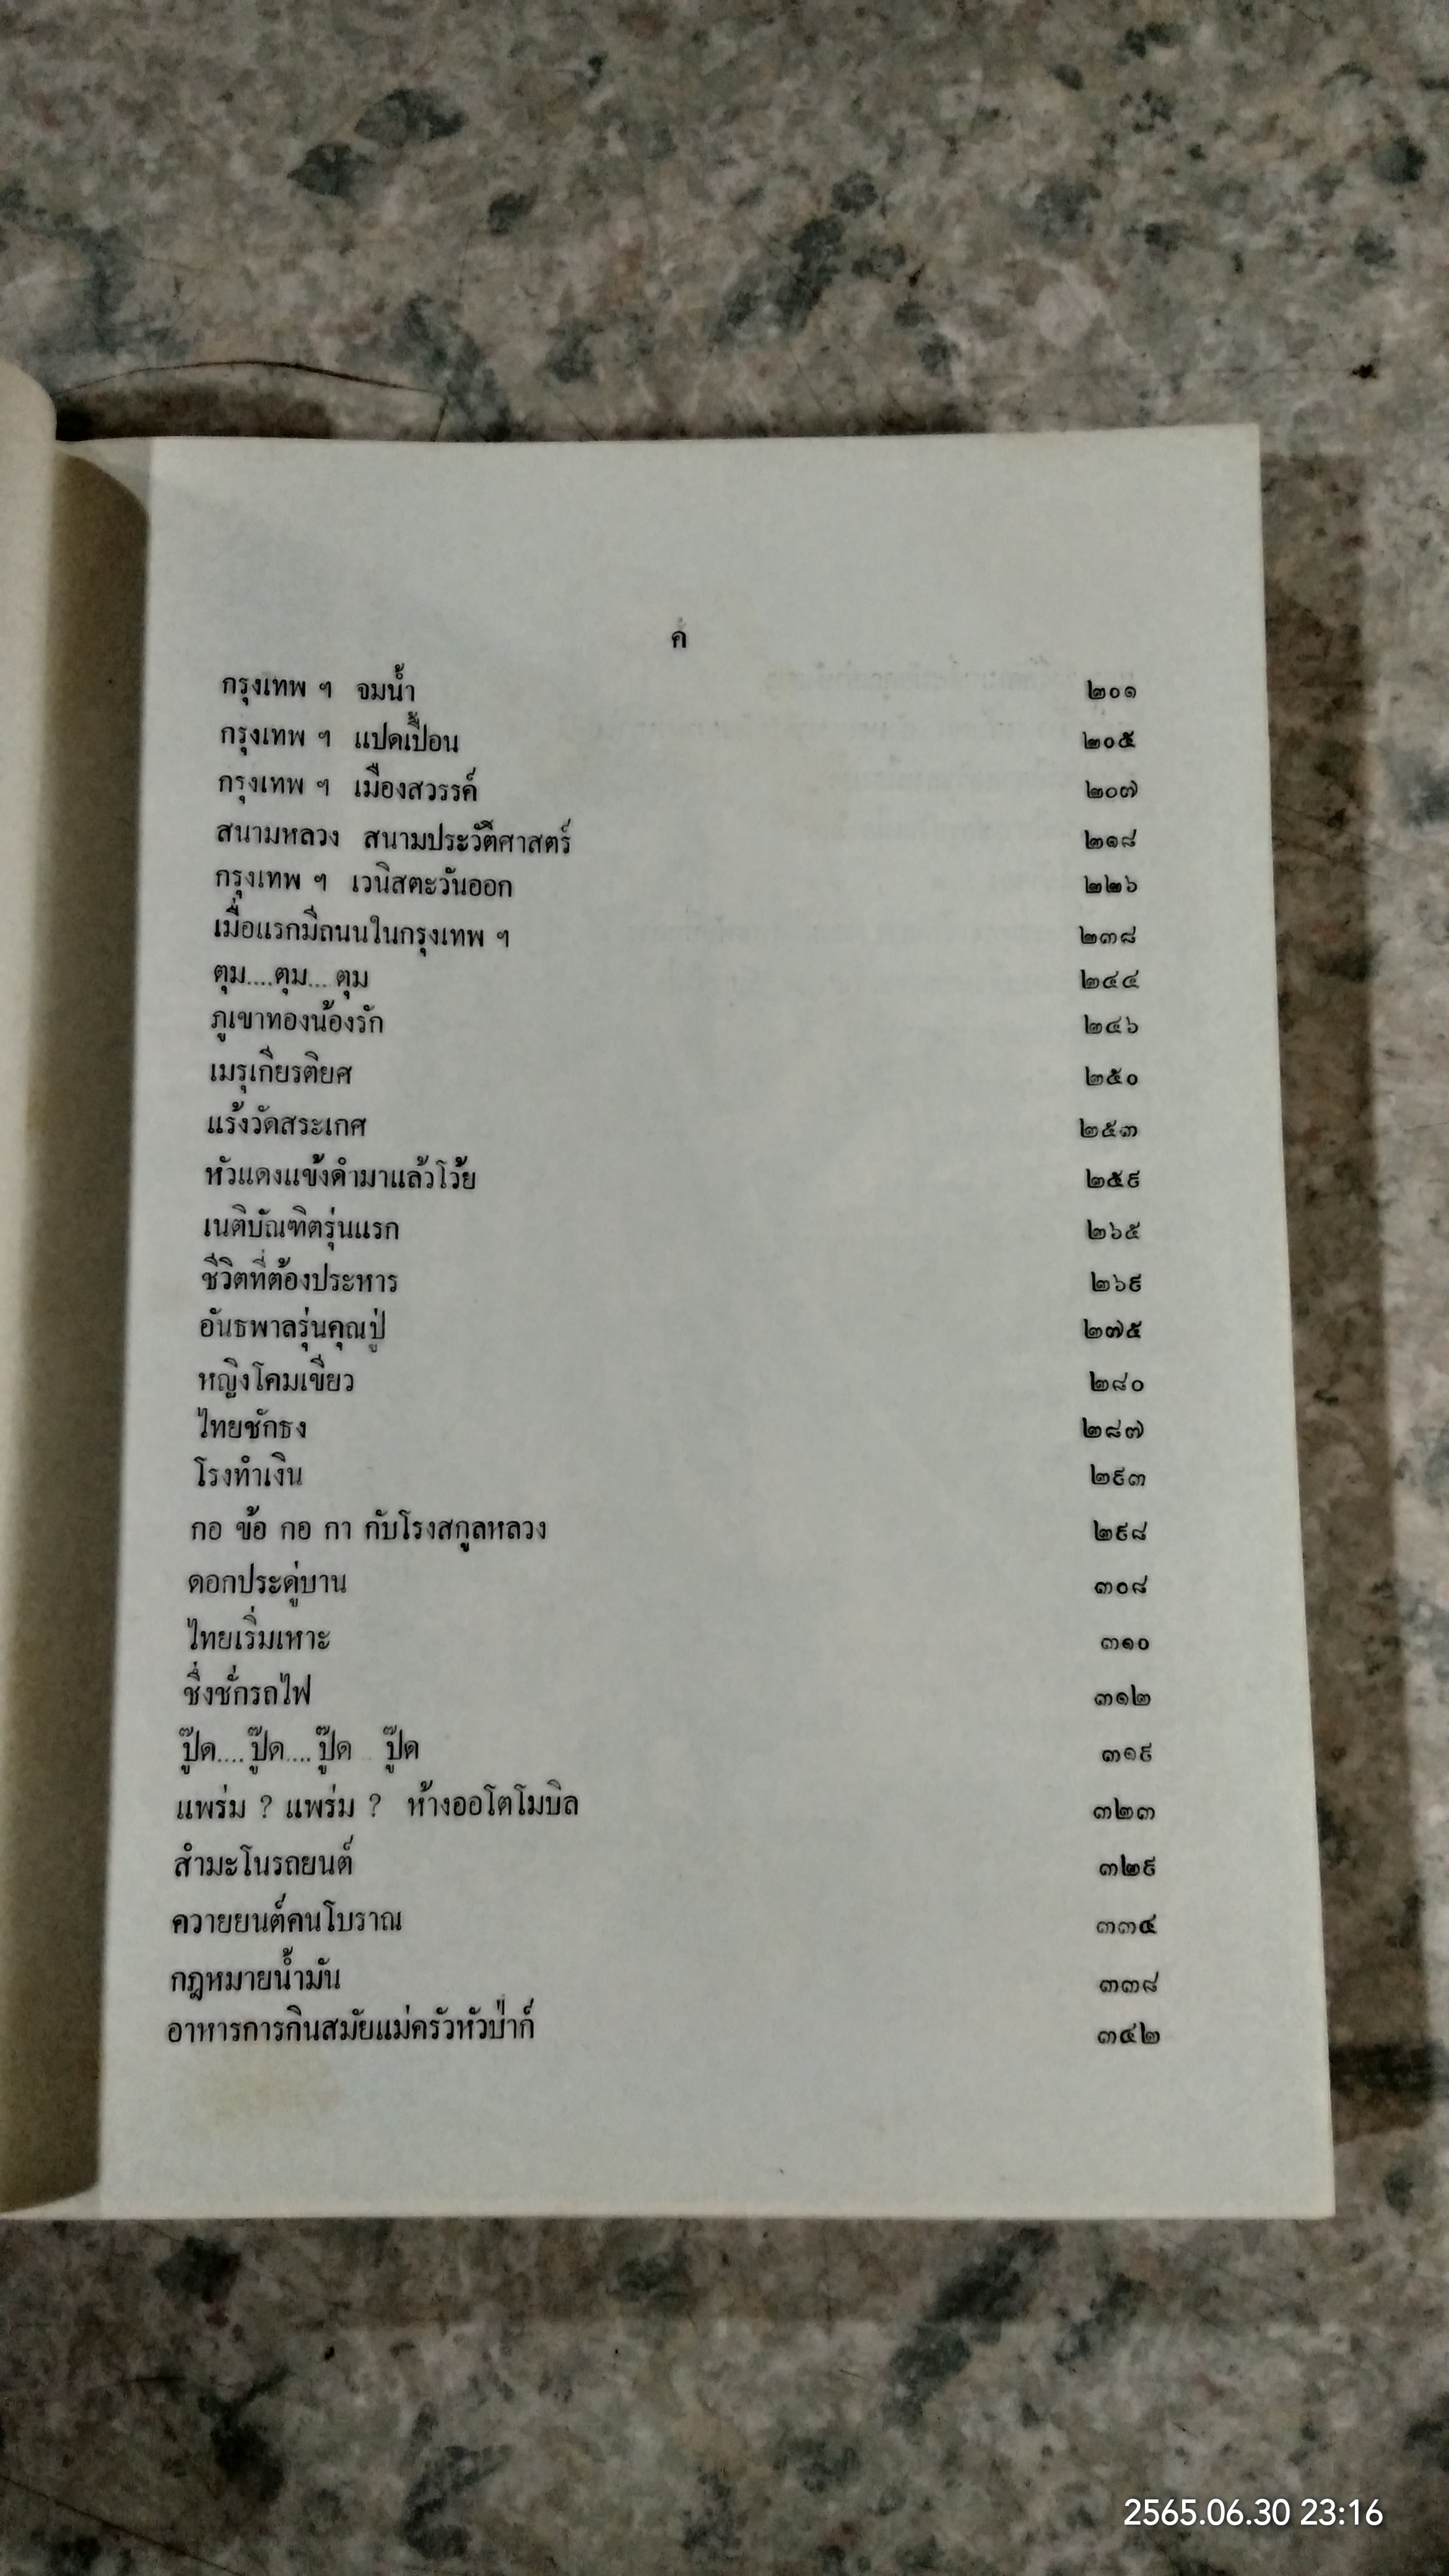 ค
กรุงเทพ ฯ จมน้ำ ๒๐๑
กรุงเทพ ฯ แปดเปื้อน ๒๐๕
กรุงเทพ ฯ เมืองสวรรค์ ๒๐๗
สนามหลวง สนามประวัติศาสตร์ ๒๑๘
กรุงเทพ ฯ เวนิสตะวันออก ๒๒๖
เมื่อแรกมีถนนในกรุงเทพ ฯ ๒๓๘
ตุม....ตุม... ตุม ๒๔๔
ภูเขาทองน้องรัก ๒๔๖
เมรุเกียรติยศ ๒๕๐
แร้งวัดสระเกศ ๒๕๓
หัวแดงแข้งดำมาแล้วโว้ย ๒๕๙
เนติบัณฑิตรุ่นแรก ๒๖๕
ชีวิตที่ต้องประหาร ๒๖๙
อันธพาลรุ่นคุณปู่ ๒๗๕
หญิงโคมเขียว ๒๘๐
ไทยชักธง ๒๘๗
โรงทำเงิน ๒๙๓
กอ ข้อ กอ กา กับโรงสกูลหลวง ๒๙๘
ดอกประดู่บาน ๓๐๘
ไทยเริ่มเหาะ ๓๑๐
ชึ่งชั่กรถไฟ ๓๑๒
ปู๊ด....ปู๊ด....ปู๊ด ปู๊ด ๓๑๙
แพร่ม ? แพร่ม ? ห้างออโตโมบิล ๓๒๓
สำมะโนรถยนต์ ๓๒๙
ควายยนต์คนโบราณ ๓๓๔
กฎหมายน้ำมัน ๓๓๘
อาหารการกินสมัยแม่ครัวหัวป่าก์ ๓๔๒
2565.06.30 23:16